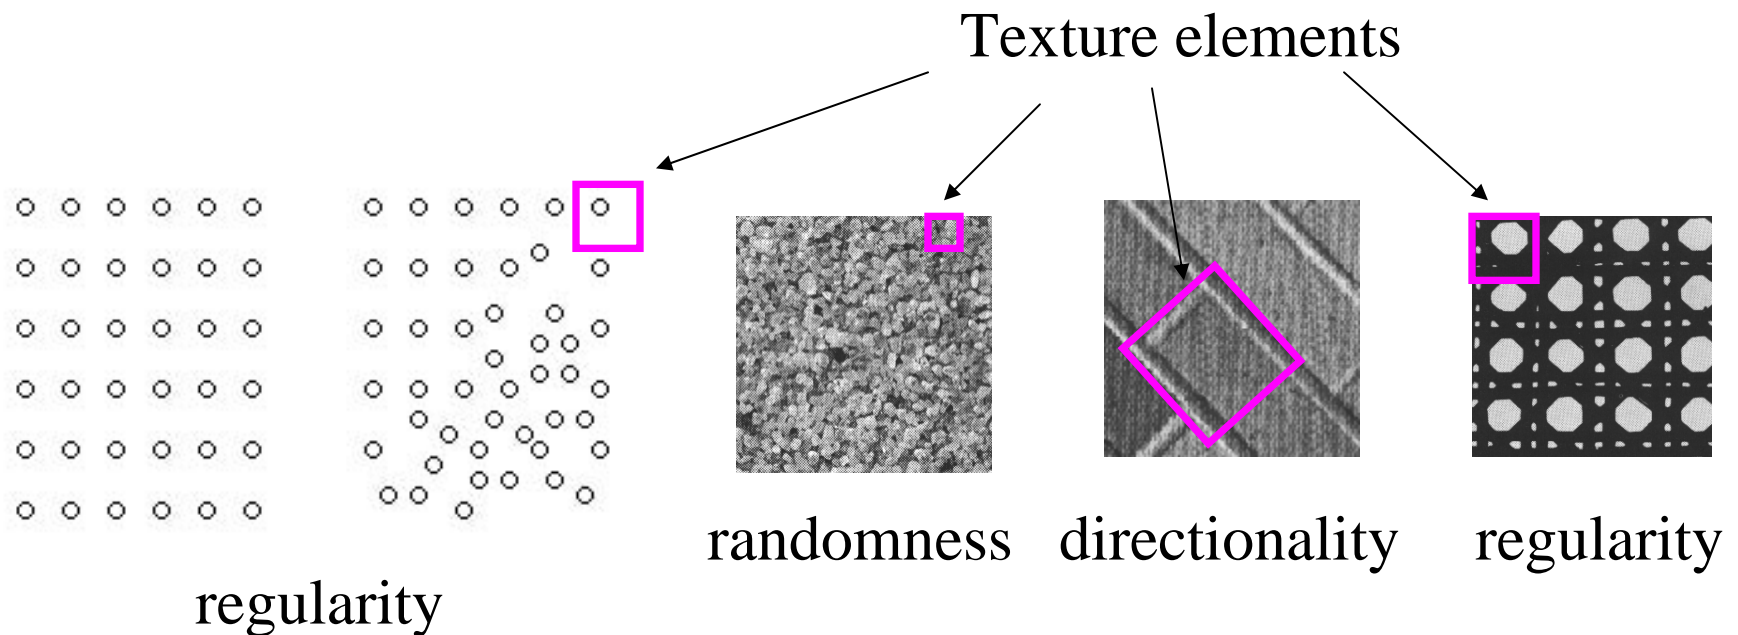 Texture elements
randomness
directionality
regularity
regularity